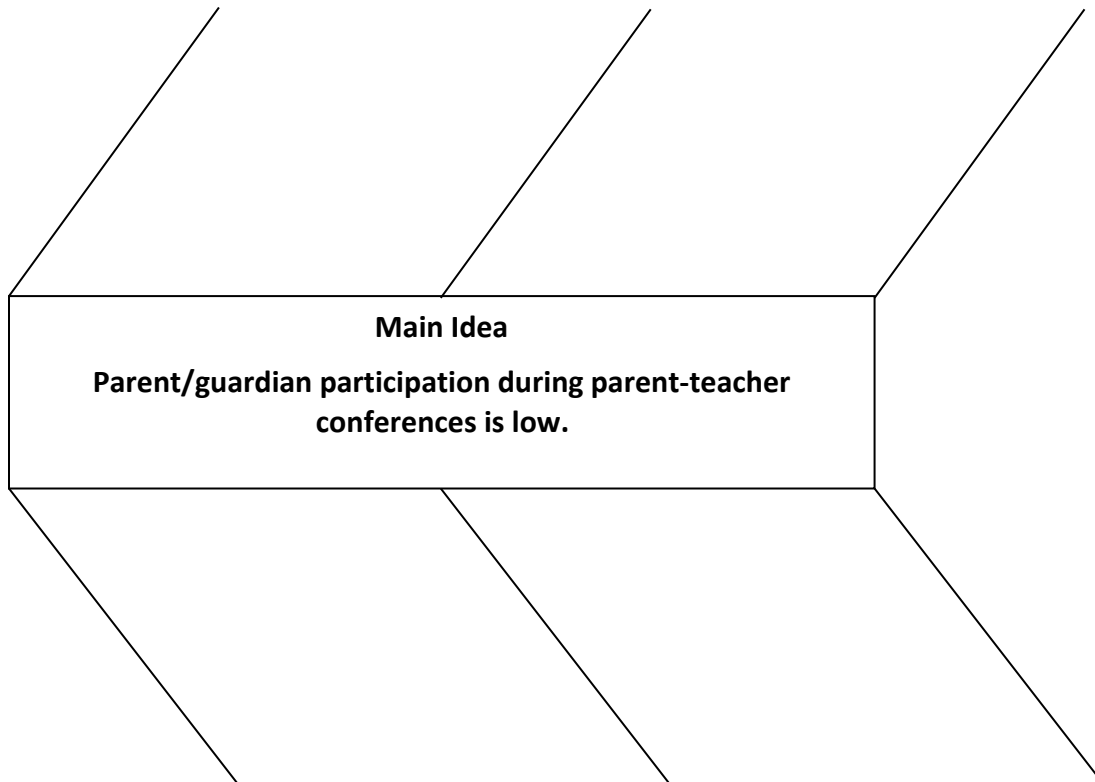 Main Idea
Parent/guardian participation during parent-teacher
conferences is low.